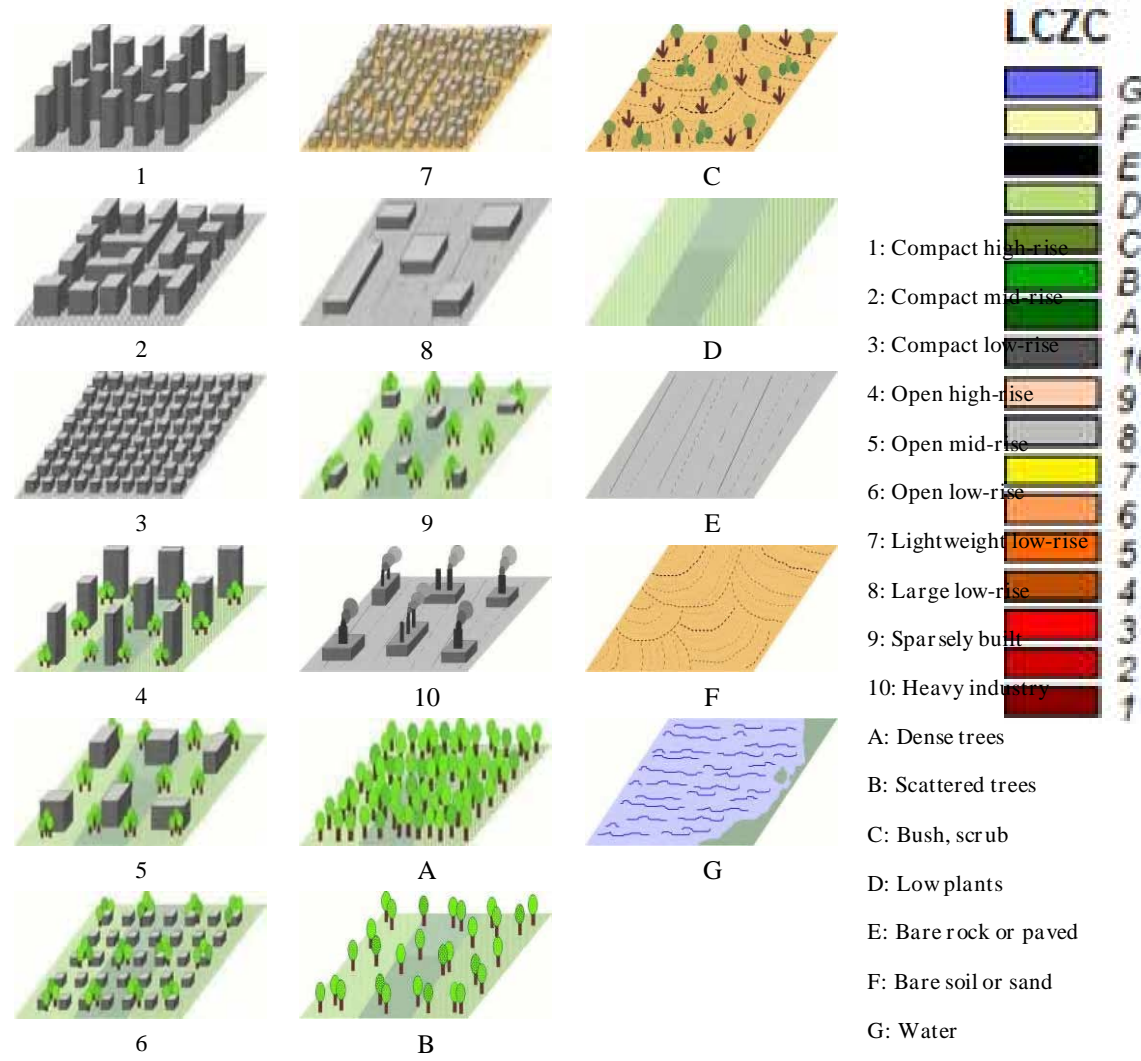 1
7
C
2
8
D
3
9
E
4
10
F
5
A
G
6
B
1: Compact high-rise
2: Compact mid-rise
3: Compact low-rise
4: Open high-rise
5: Open mid-rise
6: Open low-rise
7: Lightweight low-rise
8: Large low-rise
9: Sparsely built
10: Heavy industry
A: Dense trees
B: Scattered trees
C: Bush, scrub
D: Low plants
E: Bare rock or paved
F: Bare soil or sand
G: Water
LCZC
G
F
E
D
C
B
A
10
9
8
7
6
5
4
3
2
1